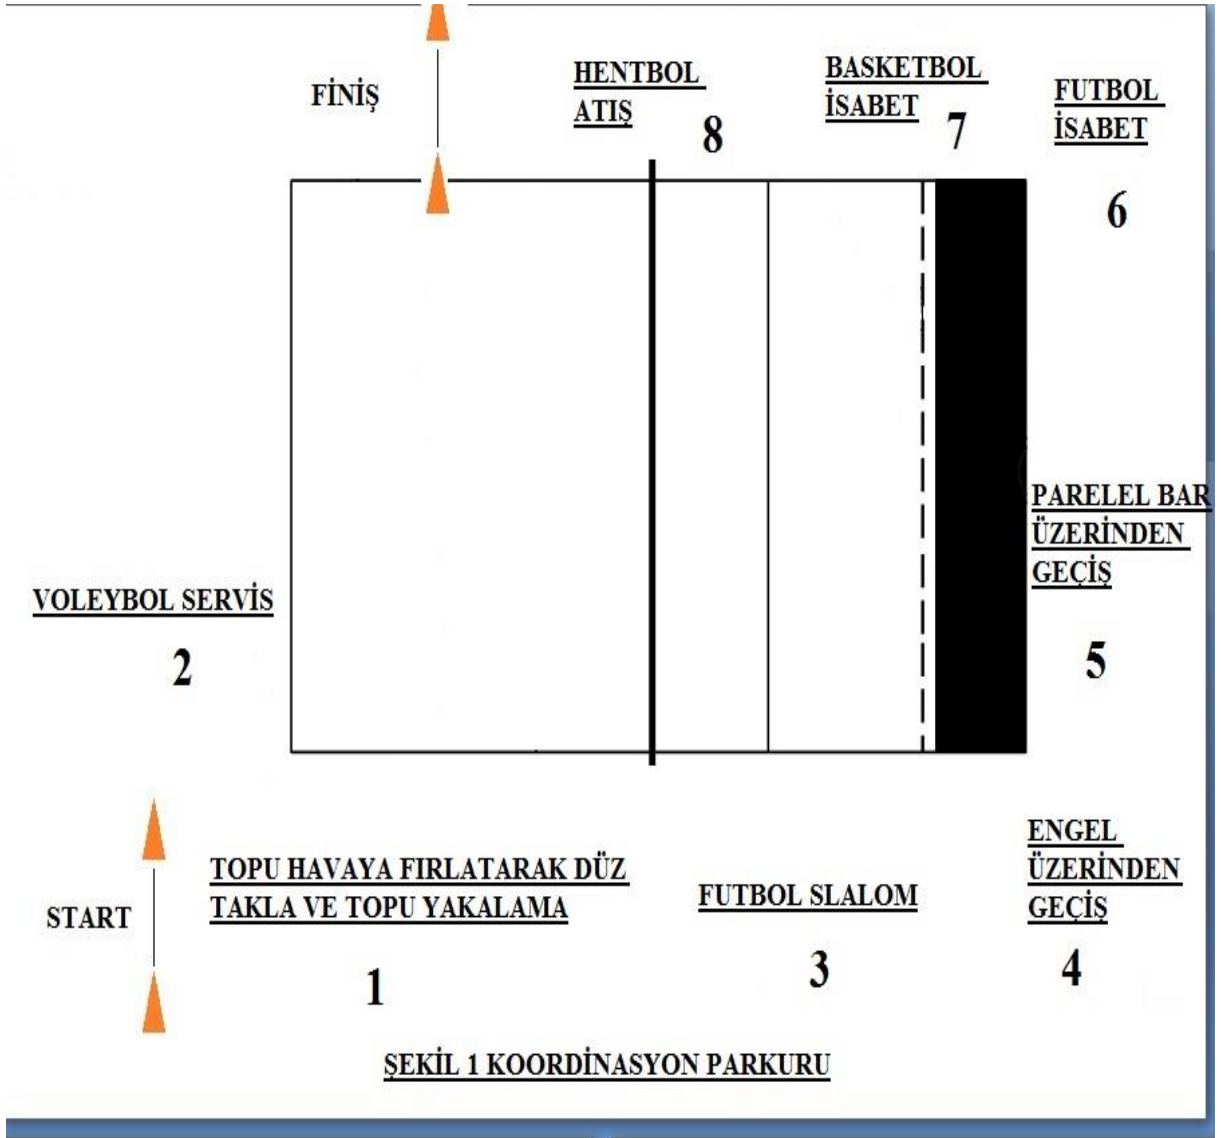 FİNİŞ
HENTBOL
ATIŞ
8
BASKETBOL
İSABET
7
FUTBOL
İSABET
6
PARELEL BAR
ÜZERİNDEN
GEÇİŞ
5
VOLEYBOL SERVİS
2
START
TOPU HAVAYA FIRLATARAK DÜZ
TAKLA VE TOPU YAKALAMA
1
FUTBOL SLALOM
3
ENGEL
ÜZERİNDEN
GEÇİŞ
4
ŞEKİL 1 KOORDİNASYON PARKURU